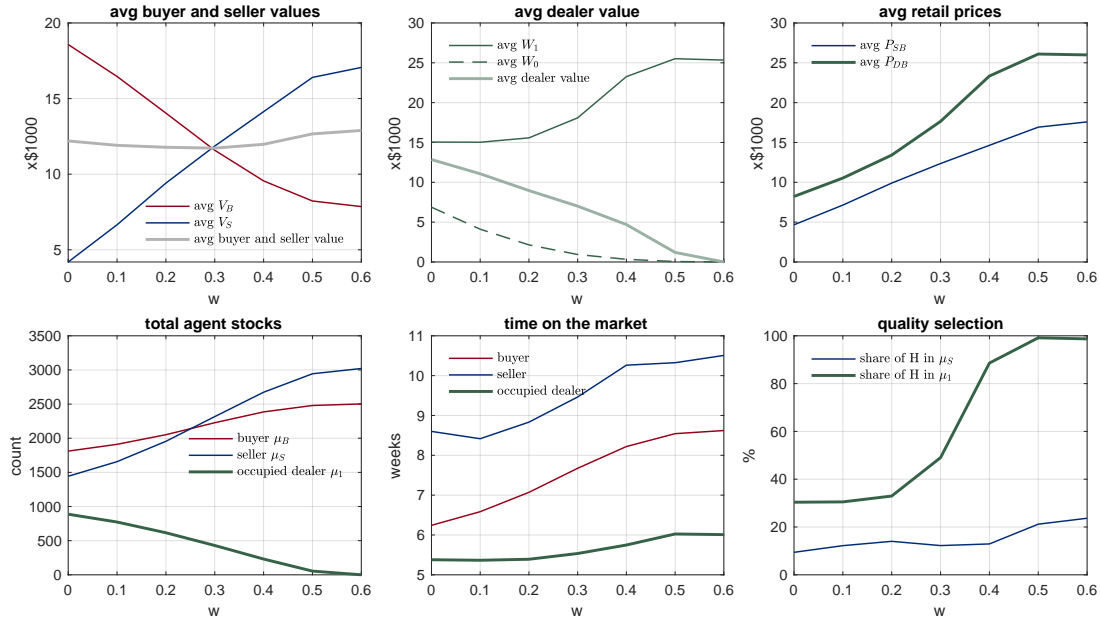 avg buyer and seller values
20
15
10
5
x$1000
0 0.1 0.2 0.3 0.4 0.5 0.6
w
avg V_B
avg V_S
avg buyer and seller value
avg dealer value
30
25
20
15
10
5
0
x$1000
0 0.1 0.2 0.3 0.4 0.5 0.6
w
avg W_1
avg W_0
avg dealer value
avg retail prices
30
25
20
15
10
5
0
x$1000
0 0.1 0.2 0.3 0.4 0.5 0.6
w
avg P_{SB}
avg P_{DB}
total agent stocks
3500
3000
2500
2000
1500
1000
500
0
count
0 0.1 0.2 0.3 0.4 0.5 0.6
w
buyer μ_B
seller μ_S
occupied dealer μ_1
time on the market
11
10
9
8
7
6
5
weeks
0 0.1 0.2 0.3 0.4 0.5 0.6
w
buyer
seller
occupied dealer
quality selection
100
80
60
40
20
0
%
0 0.1 0.2 0.3 0.4 0.5 0.6
w
share of H in μ_S
share of H in μ_1